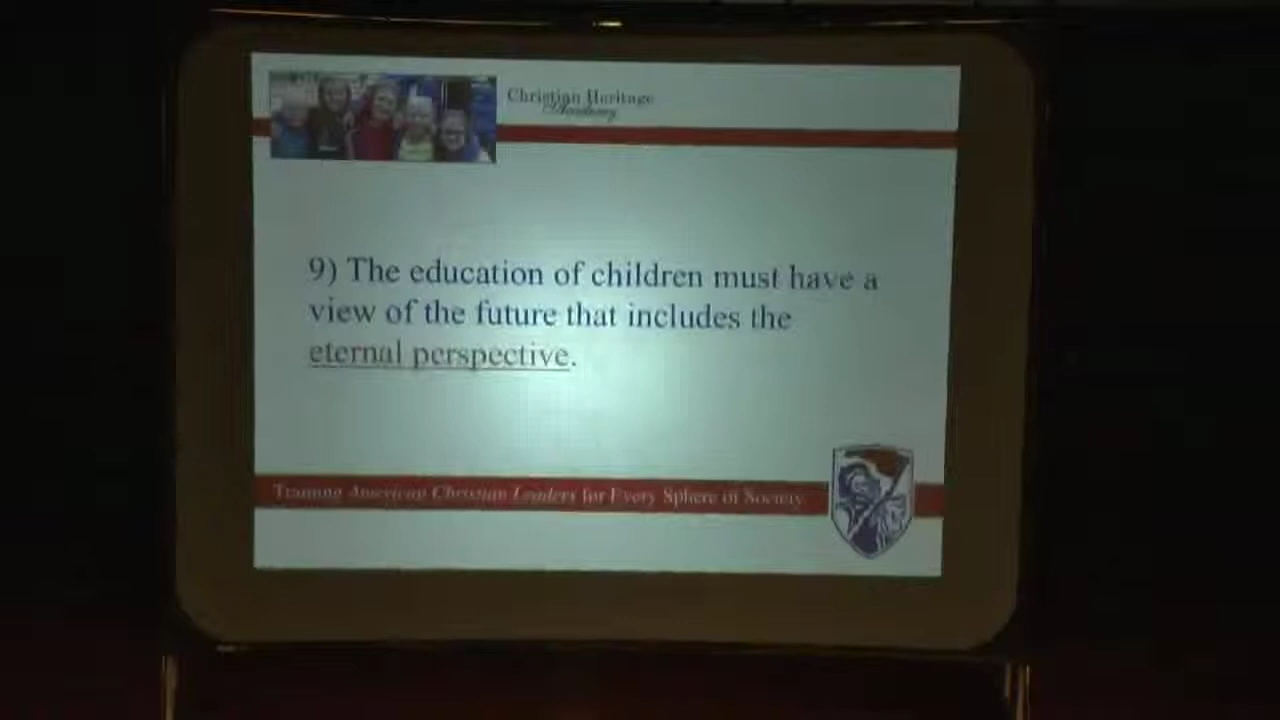 Christian Heritage
Academy
9) The education of children must have a
view of the future that includes the
eternal perspective.
Training American Christian Leaders for Every Sphere of Society